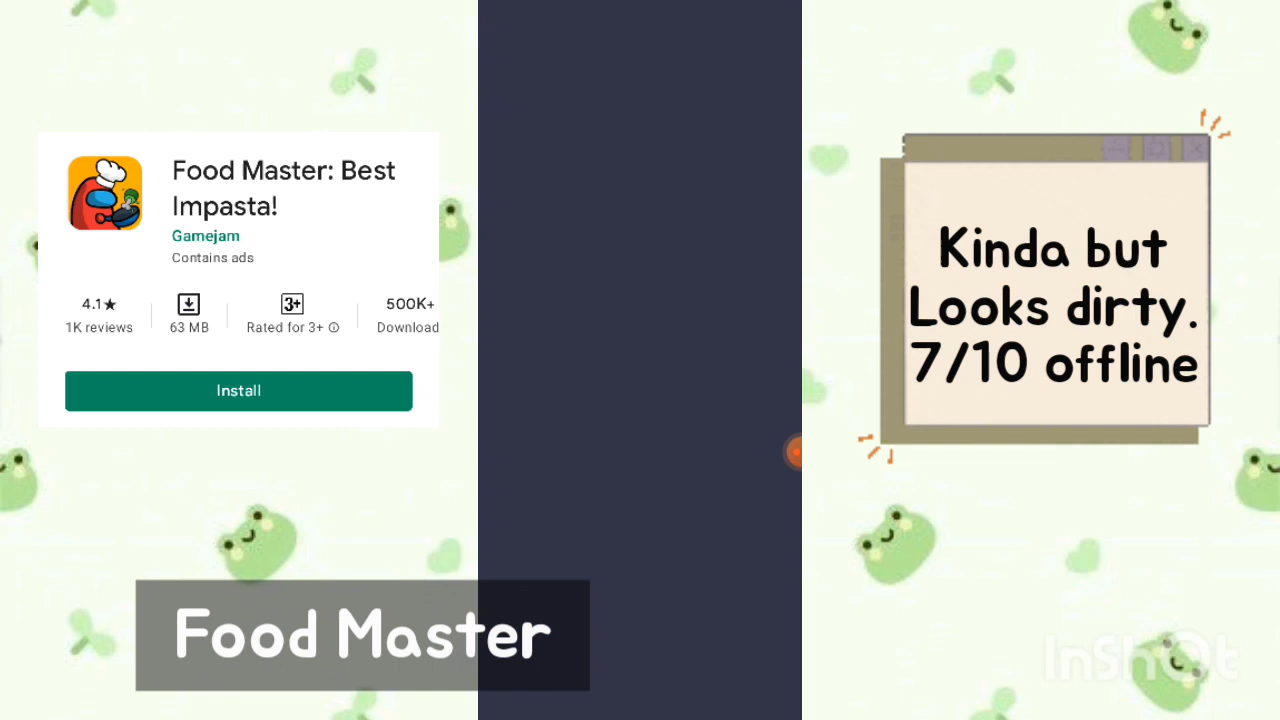 Food Master: Best
Impasta!
Gamejam
Contains ads
4.1★
1K reviews
63 MB
3+
Rated for 3+
500K+
Download
Install
Kinda but
Looks dirty.
7/10 offline
Food Master
InShOt